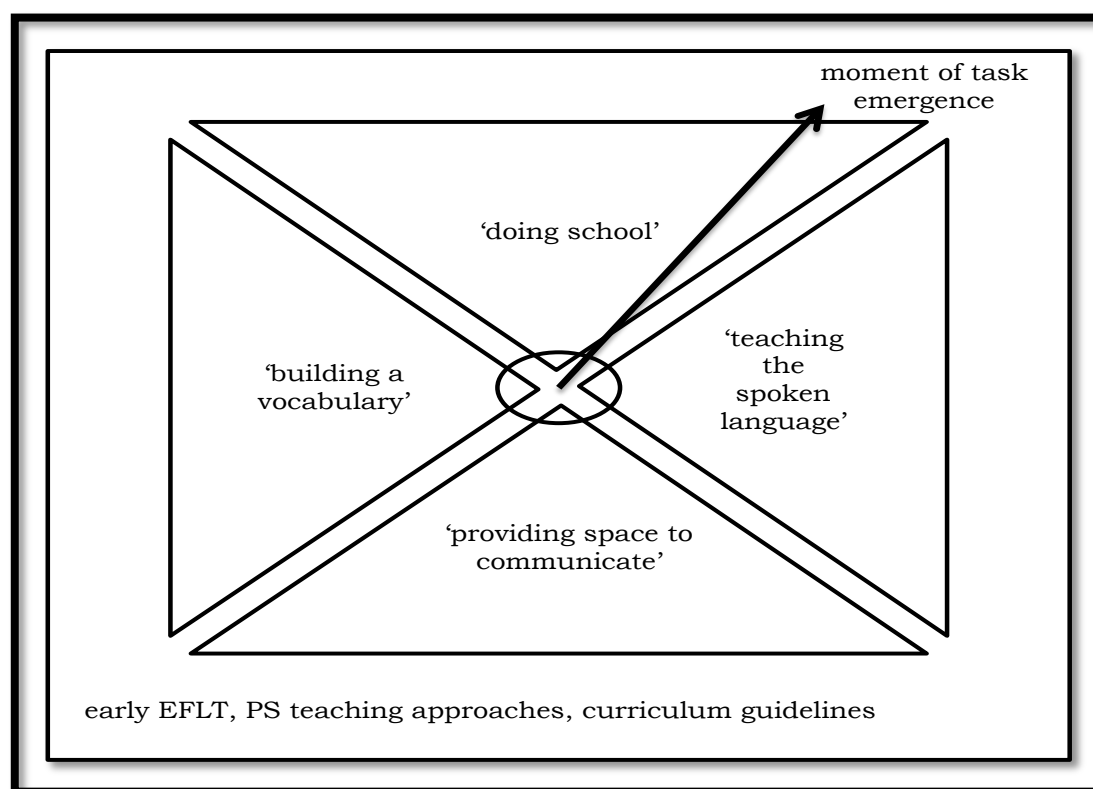 moment of task
emergence
‘doing school’
‘building a
vocabulary’
‘teaching
the
spoken
language’
‘providing space to
communicate’
early EFLT, PS teaching approaches, curriculum guidelines